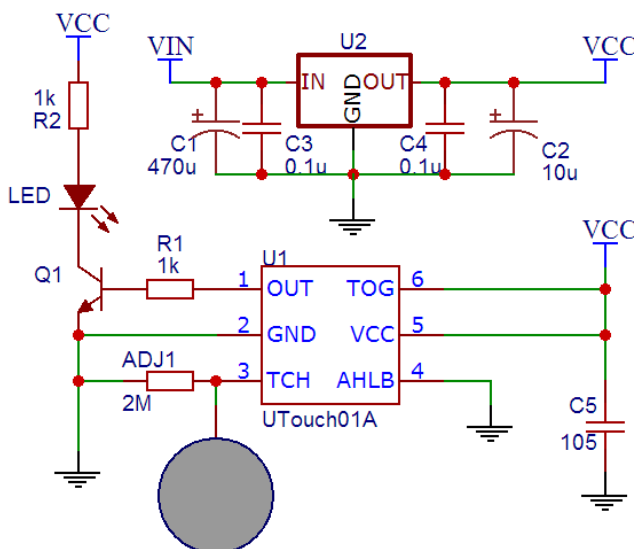 VCC
1k
R2
LED
Q1
VIN
U2
VCC
IN
OUT
GND
C1
470u
C3
0.1u
C4
0.1u
C2
10u
R1
1k
U1
1
OUT
TOG
6
2
GND
VCC
5
3
TCH
AHLB
4
UTouch01A
ADJ1
2M
VCC
C5
105